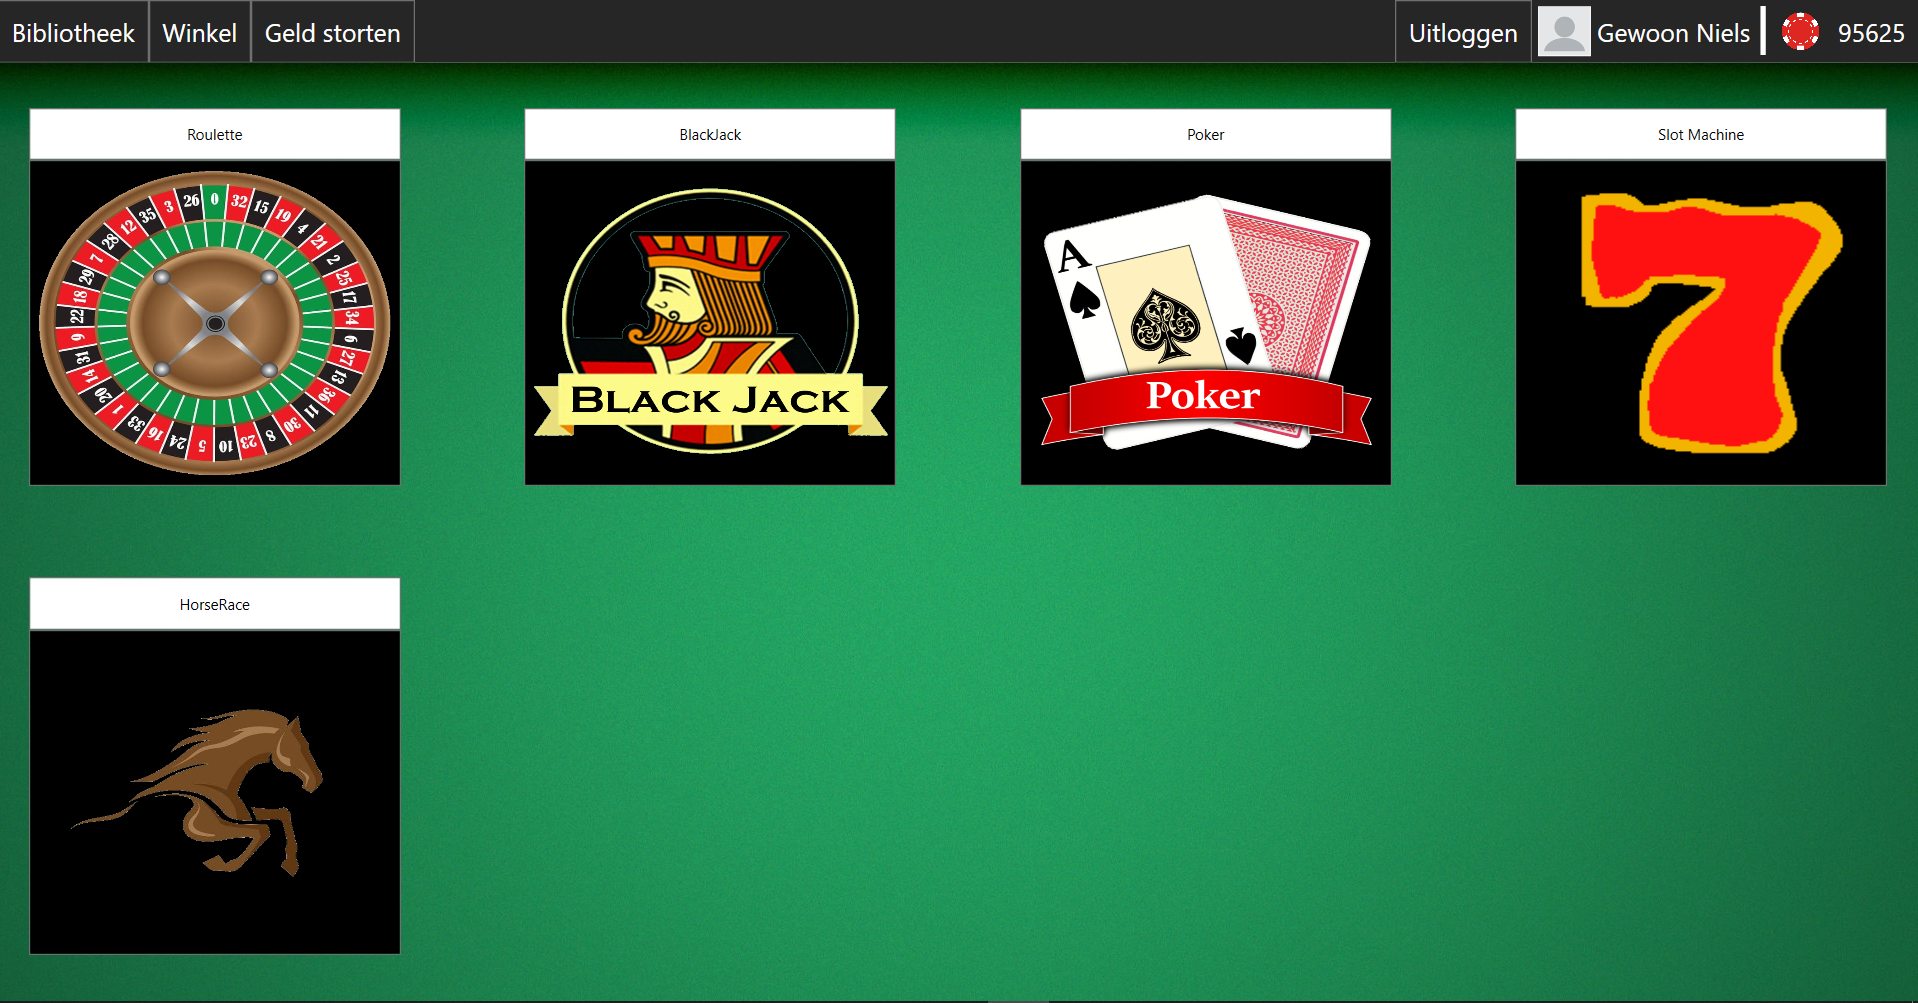 Bibliotheek
Winkel
Geld storten
Uitloggen
Gewoon Niels
95625
Roulette
BlackJack
Poker
Slot Machine
0 32 15 19 4 21 2 25 17 34 6 27 13 36 11 30 8 23 10 5 24 16 33 1 20 14 31 9 22 18 29 7 28 12 35 3 26
BLACK JACK
A
Poker
7
HorseRace